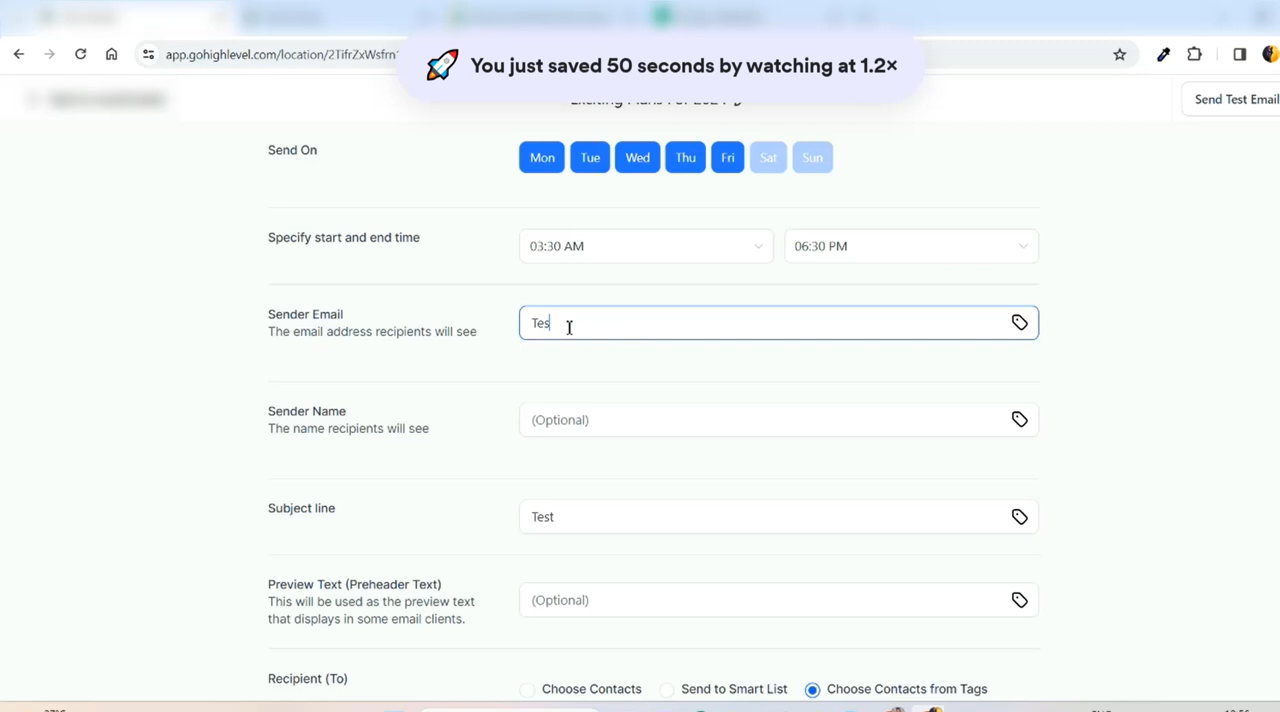 app.gohighlevel.com/location/2TifrZxWsfrn
🚀 You just saved 50 seconds by watching at 1.2×
Send Test Email
Send On
Mon Tue Wed Thu Fri Sat Sun
Specify start and end time
03:30 AM
06:30 PM
Sender Email
The email address recipients will see
Tes
Sender Name
The name recipients will see
(Optional)
Subject line
Test
Preview Text (Preheader Text)
This will be used as the preview text
that displays in some email clients.
(Optional)
Recipient (To)
Choose Contacts
Send to Smart List
Choose Contacts from Tags